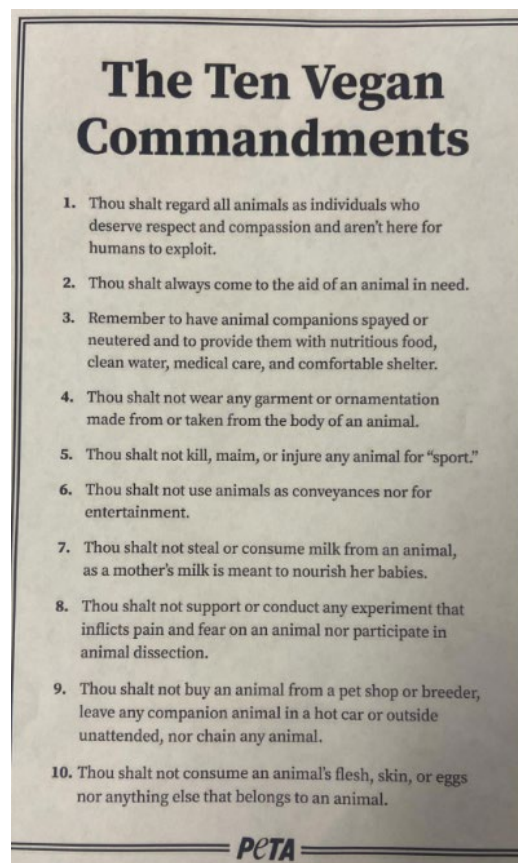 The Ten Vegan
Commandments
1. Thou shalt regard all animals as individuals who
deserve respect and compassion and aren't here for
humans to exploit.
2. Thou shalt always come to the aid of an animal in need.
3. Remember to have animal companions spayed or
neutered and to provide them with nutritious food,
clean water, medical care, and comfortable shelter.
4. Thou shalt not wear any garment or ornamentation
made from or taken from the body of an animal.
5. Thou shalt not kill, maim, or injure any animal for “sport.”
6. Thou shalt not use animals as conveyances nor for
entertainment.
7. Thou shalt not steal or consume milk from an animal,
as a mother's milk is meant to nourish her babies.
8. Thou shalt not support or conduct any experiment that
inflicts pain and fear on an animal nor participate in
animal dissection.
9. Thou shalt not buy an animal from a pet shop or breeder,
leave any companion animal in a hot car or outside
unattended, nor chain any animal.
10. Thou shalt not consume an animal's flesh, skin, or eggs
nor anything else that belongs to an animal.
PeTA